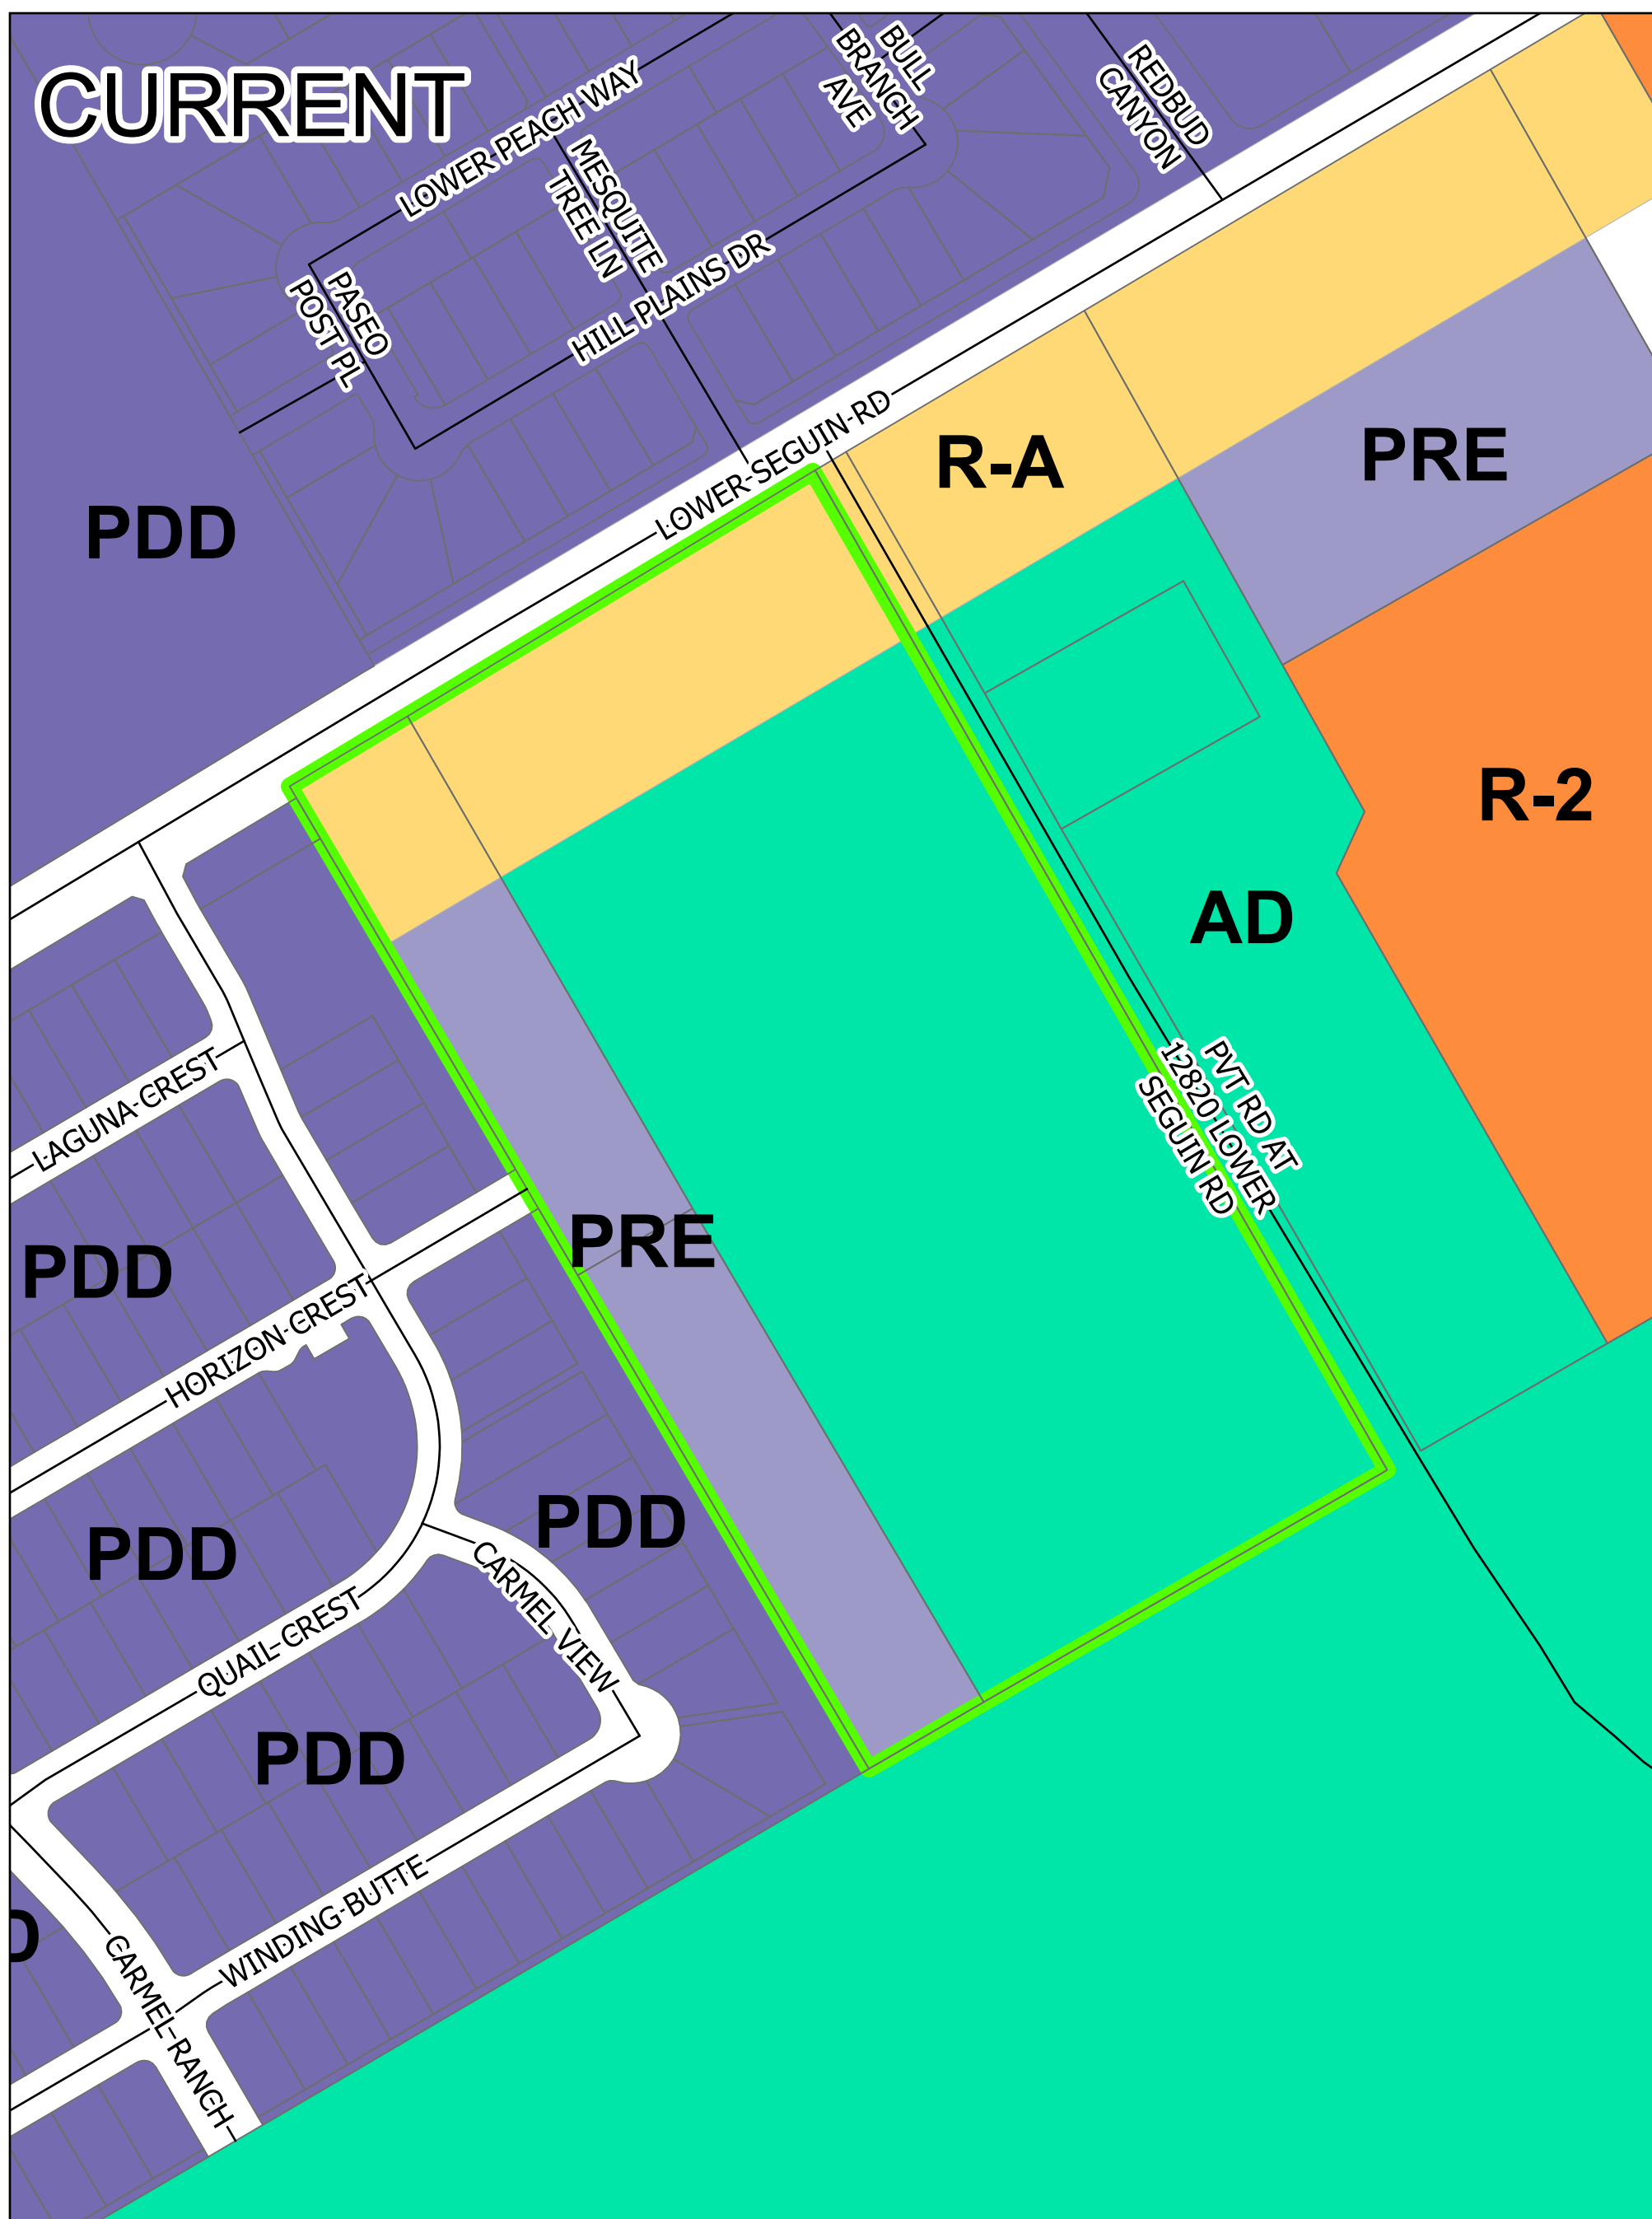 CURRENT
LOWER PEACH WAY
MESQUITE
TREE LN
BULL
BRANCH
AVE
REDBUD
CANYON
PASEO
POST PL
HILL PLAINS DR
LOWER-SEGUIN-RD
R-A
PRE
PDD
R-2
AD
PVT RD AT
12820 LOWER
SEGUIN RD
LAGUNA-CREST
PRE
PDD
HORIZON-CREST
PDD
PDD
CARMEL VIEW
QUAIL-CREST
PDD
WINDING-BUTTE
D
CARMEL-RANCH